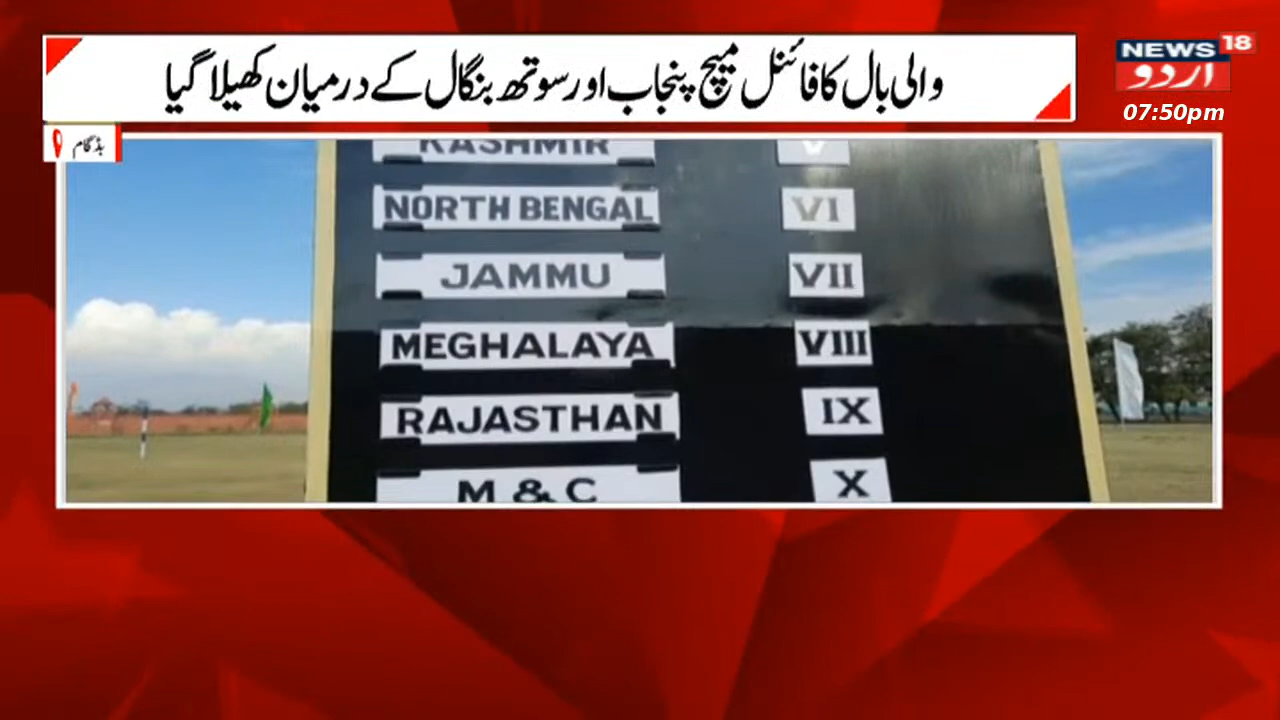 والی بال کا فائنل میچ پنجاب اور سوتھ بنگال کے درمیان کھیلا گیا
NEWS 18
اردو
07:50pm
بڈگام
KASHMIR V
NORTH BENGAL VI
JAMMU VII
MEGHALAYA VIII
RAJASTHAN IX
M & C X